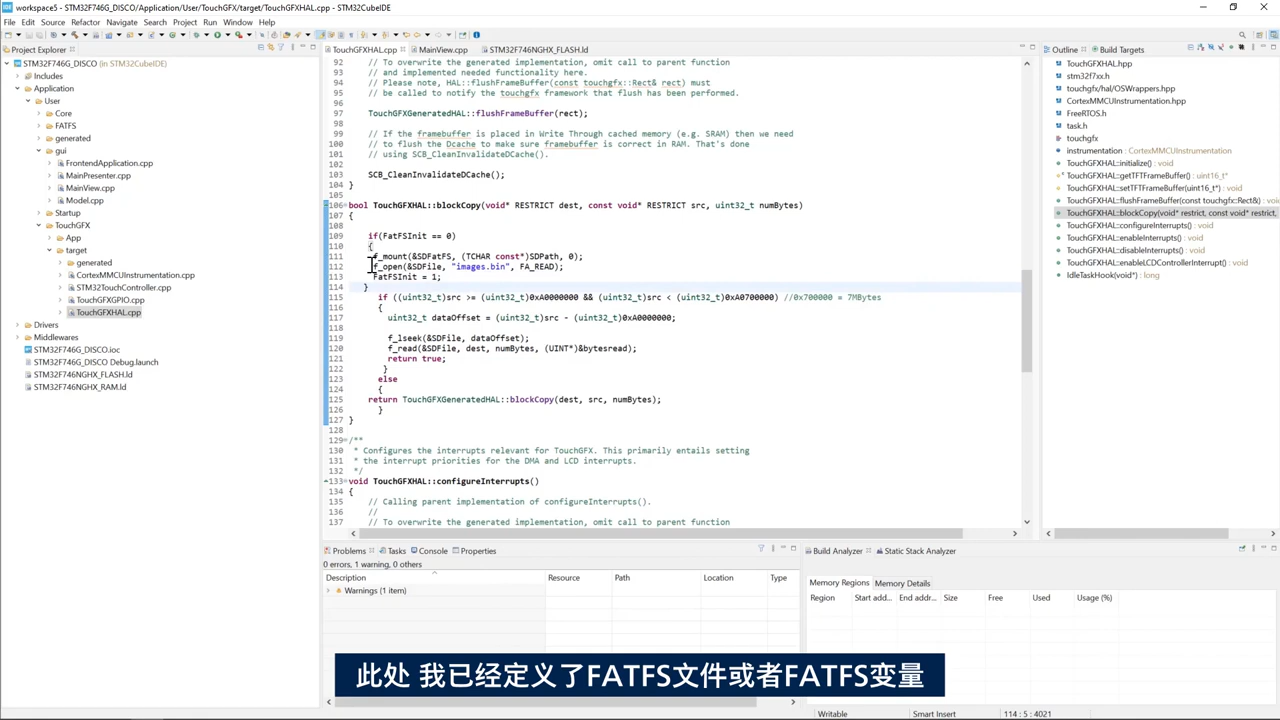 workspace5 - STM32F746G_DISCO/Application/User/TouchGFX/target/TouchGFXHAL.cpp - STM32CubeIDE
File Edit Source Refactor Navigate Search Project Run Window Help
Project Explorer
STM32F746G_DISCO (in STM32CubeIDE)
Includes
Application
User
Core
FATFS
generated
gui
FrontendApplication.cpp
MainPresenter.cpp
MainView.cpp
Model.cpp
Startup
TouchGFX
App
target
generated
CortexMMCUInstrumentation.cpp
STM32TouchController.cpp
TouchGFXGPIO.cpp
TouchGFXHAL.cpp
Drivers
Middlewares
STM32F746G_DISCO.ioc
STM32F746G_DISCO Debug.launch
STM32F746NGHX_FLASH.ld
STM32F746NGHX_RAM.ld
TouchGFXHAL.cpp MainView.cpp STM32F746NGHX_FLASH.ld
92 // To overwrite the generated implementation, omit call to parent function
93 // and implemented needed functionality here.
94 // Please note, HAL::flushFrameBuffer(const touchgfx::Rect& rect) must
95 // be called to notify the touchgfx framework that flush has been performed.
96
97 TouchGFXGeneratedHAL::flushFrameBuffer(rect);
98
99 // If the framebuffer is placed in Write Through cached memory (e.g. SRAM) then we need
100 // to flush the Dcache to make sure framebuffer is correct in RAM. That's done
101 // using SCB_CleanInvalidateDCache().
102
103 SCB_CleanInvalidateDCache();
104 }
105
106 bool TouchGFXHAL::blockCopy(void* RESTRICT dest, const void* RESTRICT src, uint32_t numBytes)
107 {
108
109 if(FatFSInit == 0)
110 {
111 f_mount(&SDFatFS, (TCHAR const*)SDPath, 0);
112 f_open(&SDFile, "images.bin", FA_READ);
113 FatFSInit = 1;
114 }
115 if ((uint32_t)src >= (uint32_t)0xA0000000 && (uint32_t)src < (uint32_t)0xA0700000) //0x700000 = 7MBytes
116 {
117 uint32_t dataOffset = (uint32_t)src - (uint32_t)0xA0000000;
118
119 f_lseek(&SDFile, dataOffset);
120 f_read(&SDFile, dest, numBytes, (UINT*)&bytesread);
121 return true;
122 }
123 else
124 {
125 return TouchGFXGeneratedHAL::blockCopy(dest, src, numBytes);
126 }
127 }
128
129 /**
130 * Configures the interrupts relevant for TouchGFX. This primarily entails setting
131 * the interrupt priorities for the DMA and LCD interrupts.
132 */
133 void TouchGFXHAL::configureInterrupts()
134 {
135 // Calling parent implementation of configureInterrupts().
136 //
137 // To overwrite the generated implementation, omit call to parent function
Outline Build Targets
TouchGFXHAL.hpp
stm32f7xx.h
touchgfx/hal/OSWrappers.hpp
CortexMMCUInstrumentation.hpp
FreeRTOS.h
task.h
touchgfx
instrumentation : CortexMMCUInstrumentation
TouchGFXHAL::initialize() : void
TouchGFXHAL::getTFTFrameBuffer() : uint16_t*
TouchGFXHAL::setTFTFrameBuffer(uint16_t*) : void
TouchGFXHAL::flushFrameBuffer(const touchgfx::Rect&) : void
TouchGFXHAL::blockCopy(void* restrict, const void* restrict,
TouchGFXHAL::configureInterrupts() : void
TouchGFXHAL::enableInterrupts() : void
TouchGFXHAL::disableInterrupts() : void
TouchGFXHAL::enableLCDControllerInterrupt() : void
IdleTaskHook(void*) : long
Problems Tasks Console Properties
0 errors, 1 warning, 0 others
Description Resource Path Location Type
Warnings (1 item)
Build Analyzer Static Stack Analyzer
Memory Regions Memory Details
Region Start add... End addr... Size Free Used Usage (%)
此处 我已经定义了FATFS文件或者FATFS变量
Writable Smart Insert 114 : 5 : 4021